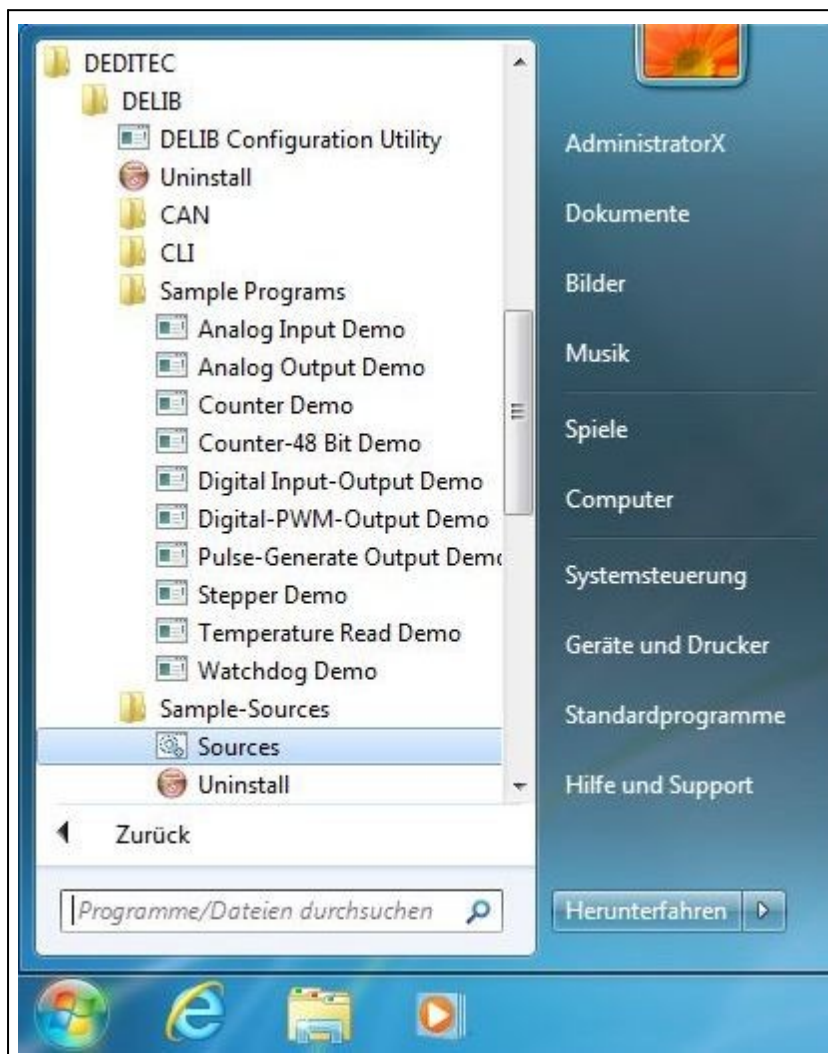 DEDITEC
DELIB
DELIB Configuration Utility
Uninstall
CAN
CLI
Sample Programs
Analog Input Demo
Analog Output Demo
Counter Demo
Counter-48 Bit Demo
Digital Input-Output Demo
Digital-PWM-Output Demo
Pulse-Generate Output Demo
Stepper Demo
Temperature Read Demo
Watchdog Demo
Sample-Sources
Sources
Uninstall
Zurück
Programme/Dateien durchsuchen
AdministratorX
Dokumente
Bilder
Musik
Spiele
Computer
Systemsteuerung
Geräte und Drucker
Standardprogramme
Hilfe und Support
Herunterfahren